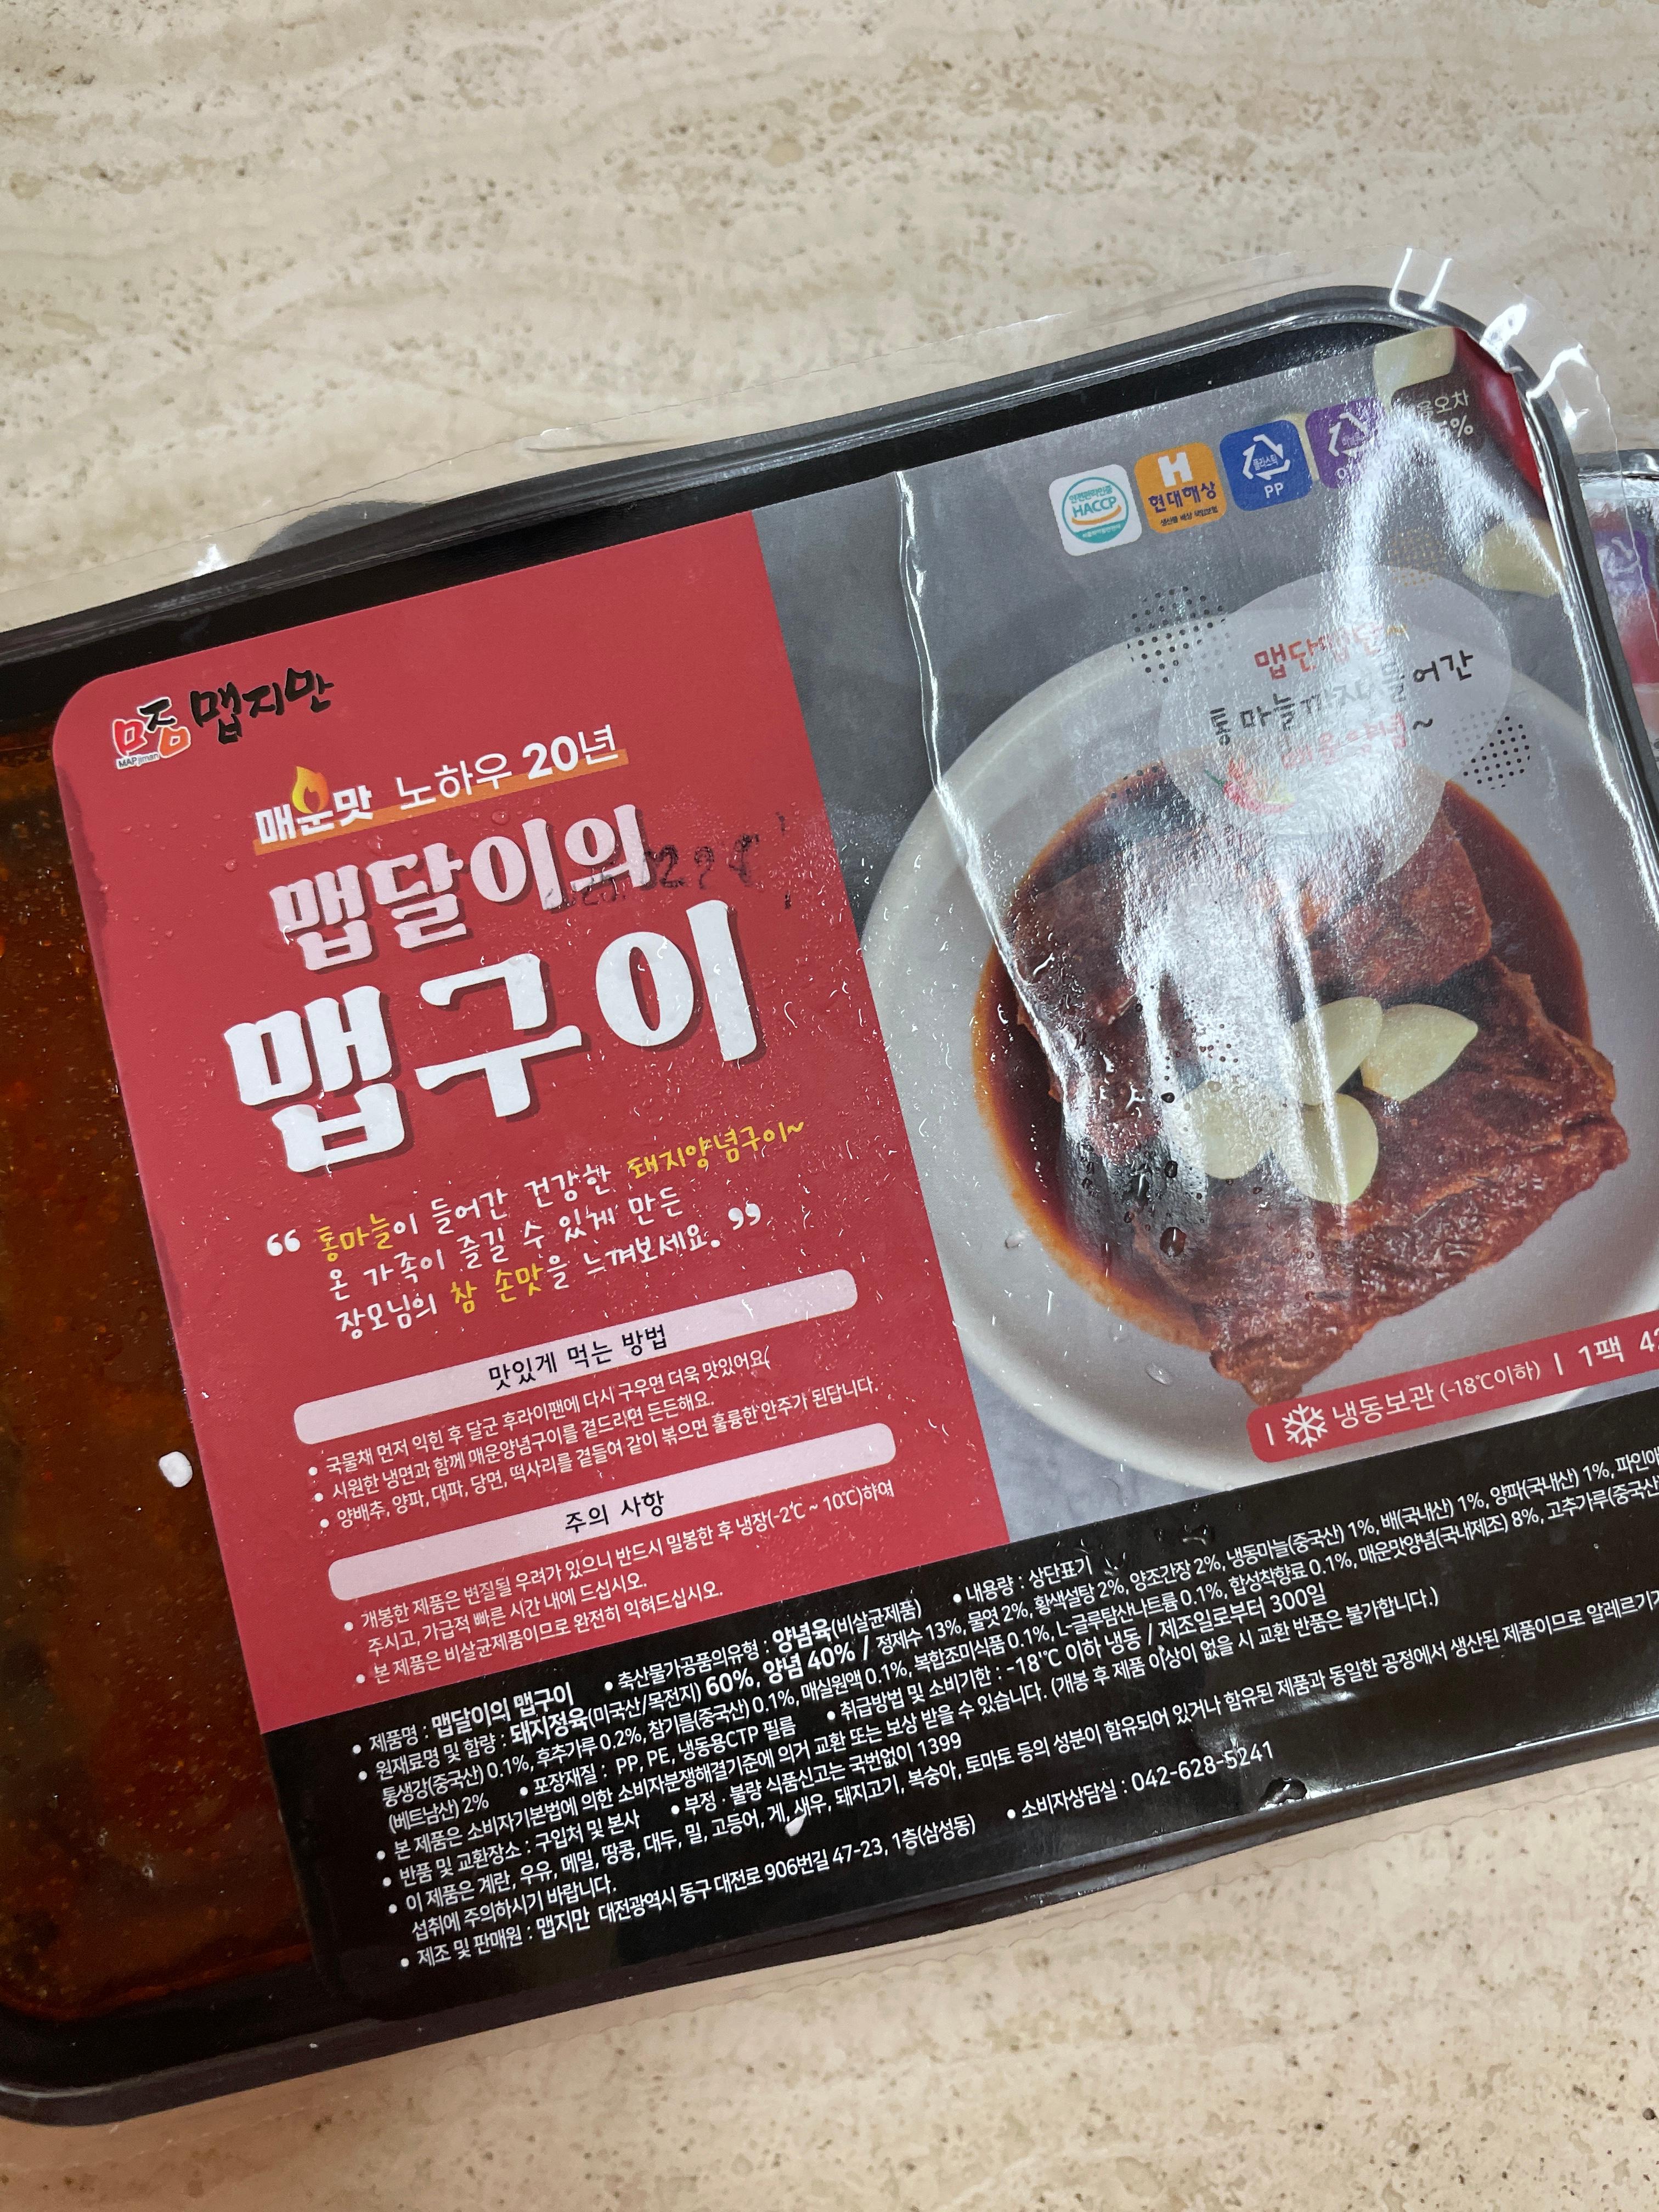 맵지만
MAPjiman
매운맛 노하우 20년
맵달이의
맵구이
“ 통마늘이 들어간 건강한 돼지양념구이~
온 가족이 즐길 수 있게 만든
장모님의 참 손맛을 느껴보세요. ”
맛있게 먹는 방법
• 국물채 먼저 익힌 후 달군 후라이팬에 다시 구우면 더욱 맛있어요(
• 시원한 냉면과 함께 매운양념구이를 곁드리면 든든해요.
• 양배추, 양파, 대파, 당면, 떡사리를 곁들여 같이 볶으면 훌륭한 안주가 된답니다.
주의 사항
• 개봉한 제품은 변질될 우려가 있으니 반드시 밀봉한 후 냉장(-2℃ ~ 10℃)하여
주시고, 가급적 빠른 시간 내에 드십시오.
• 본 제품은 비살균제품이므로 완전히 익혀드십시오.
HACCP
H
현대해상
플라스틱
PP
맵단맵단~
통마늘까지 들어간
매운양념~
냉동보관 (-18℃이하) | 1팩
• 제품명 : 맵달이의 맵구이 • 축산물가공품의유형 : 양념육(비살균제품) • 내용량 : 상단표기
• 원재료명 및 함량 : 돼지정육(미국산/목전지) 60%, 양념 40% / 정제수 13%, 물엿 2%, 황색설탕 2%, 양조간장 2%, 냉동마늘(중국산) 1%, 배(국내산) 1%, 양파(국내산) 1%,
통생강(중국산) 0.1%, 후추가루 0.2%, 참기름(중국산) 0.1%, 매실원액 0.1%, 복합조미식품 0.1%, L-글루탐산나트륨 0.1%, 합성착향료 0.1%, 매운맛양념(국내제조) 8%, 고추가루(중국산
(베트남산) 2% • 포장재질 : PP, PE, 냉동용CTP 필름 • 취급방법 및 소비기한 : -18℃ 이하 냉동 / 제조일로부터 300일
• 본 제품은 소비자기본법에 의한 소비자분쟁해결기준에 의거 교환 또는 보상 받을 수 있습니다. (개봉 후 제품 이상이 없을 시 교환 반품은 불가합니다.)
• 반품 및 교환장소 : 구입처 및 본사 • 부정 · 불량 식품신고는 국번없이 1399
• 이 제품은 계란, 우유, 메밀, 땅콩, 대두, 밀, 고등어, 게, 새우, 돼지고기, 복숭아, 토마토 등의 성분이 함유되어 있거나 함유된 제품과 동일한 공정에서 생산된 제품이므로
섭취에 주의하시기 바랍니다.
• 제조 및 판매원 : 맵지만 대전광역시 동구 대전로 906번길 47-23, 1층(삼성동) • 소비자상담실 : 042-628-5241